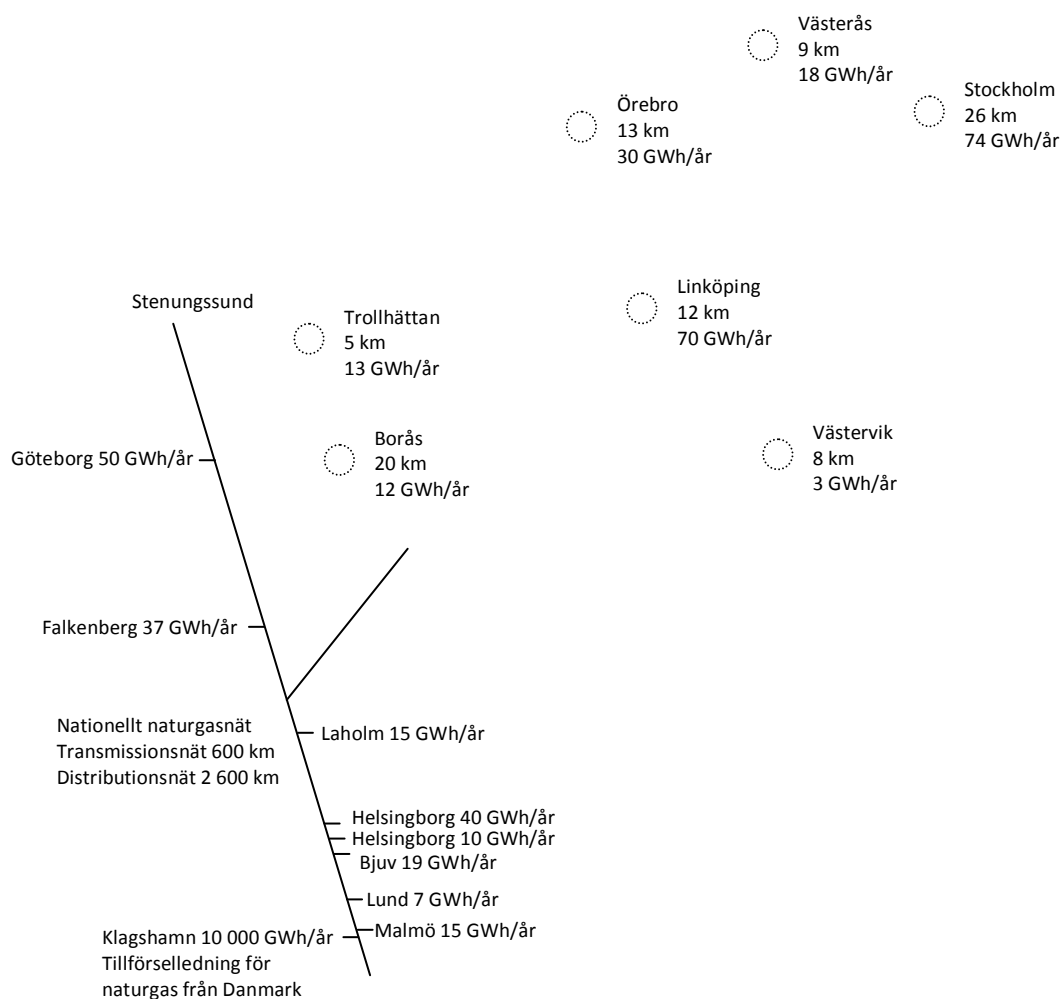 Västerås
9 km
18 GWh/år
Stockholm
26 km
74 GWh/år
Örebro
13 km
30 GWh/år
Linköping
12 km
70 GWh/år
Stenungssund
Trollhättan
5 km
13 GWh/år
Västervik
8 km
3 GWh/år
Borås
20 km
12 GWh/år
Göteborg 50 GWh/år
Falkenberg 37 GWh/år
Nationellt naturgasnät
Transmissionsnät 600 km
Distributionsnät 2 600 km
Laholm 15 GWh/år
Helsingborg 40 GWh/år
Helsingborg 10 GWh/år
Bjuv 19 GWh/år
Lund 7 GWh/år
Malmö 15 GWh/år
Klagshamn 10 000 GWh/år
Tillförselledning för
naturgas från Danmark